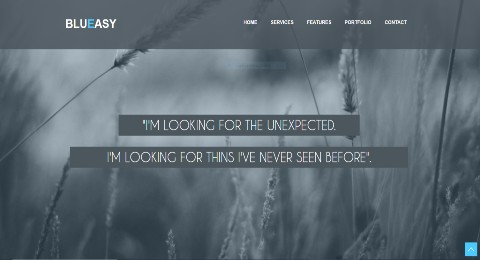 BLUEASY
HOME SERVICES FEATURES PORTFOLIO CONTACT
"I'M LOOKING FOR THE UNEXPECTED.
I'M LOOKING FOR THINS I'VE NEVER SEEN BEFORE".